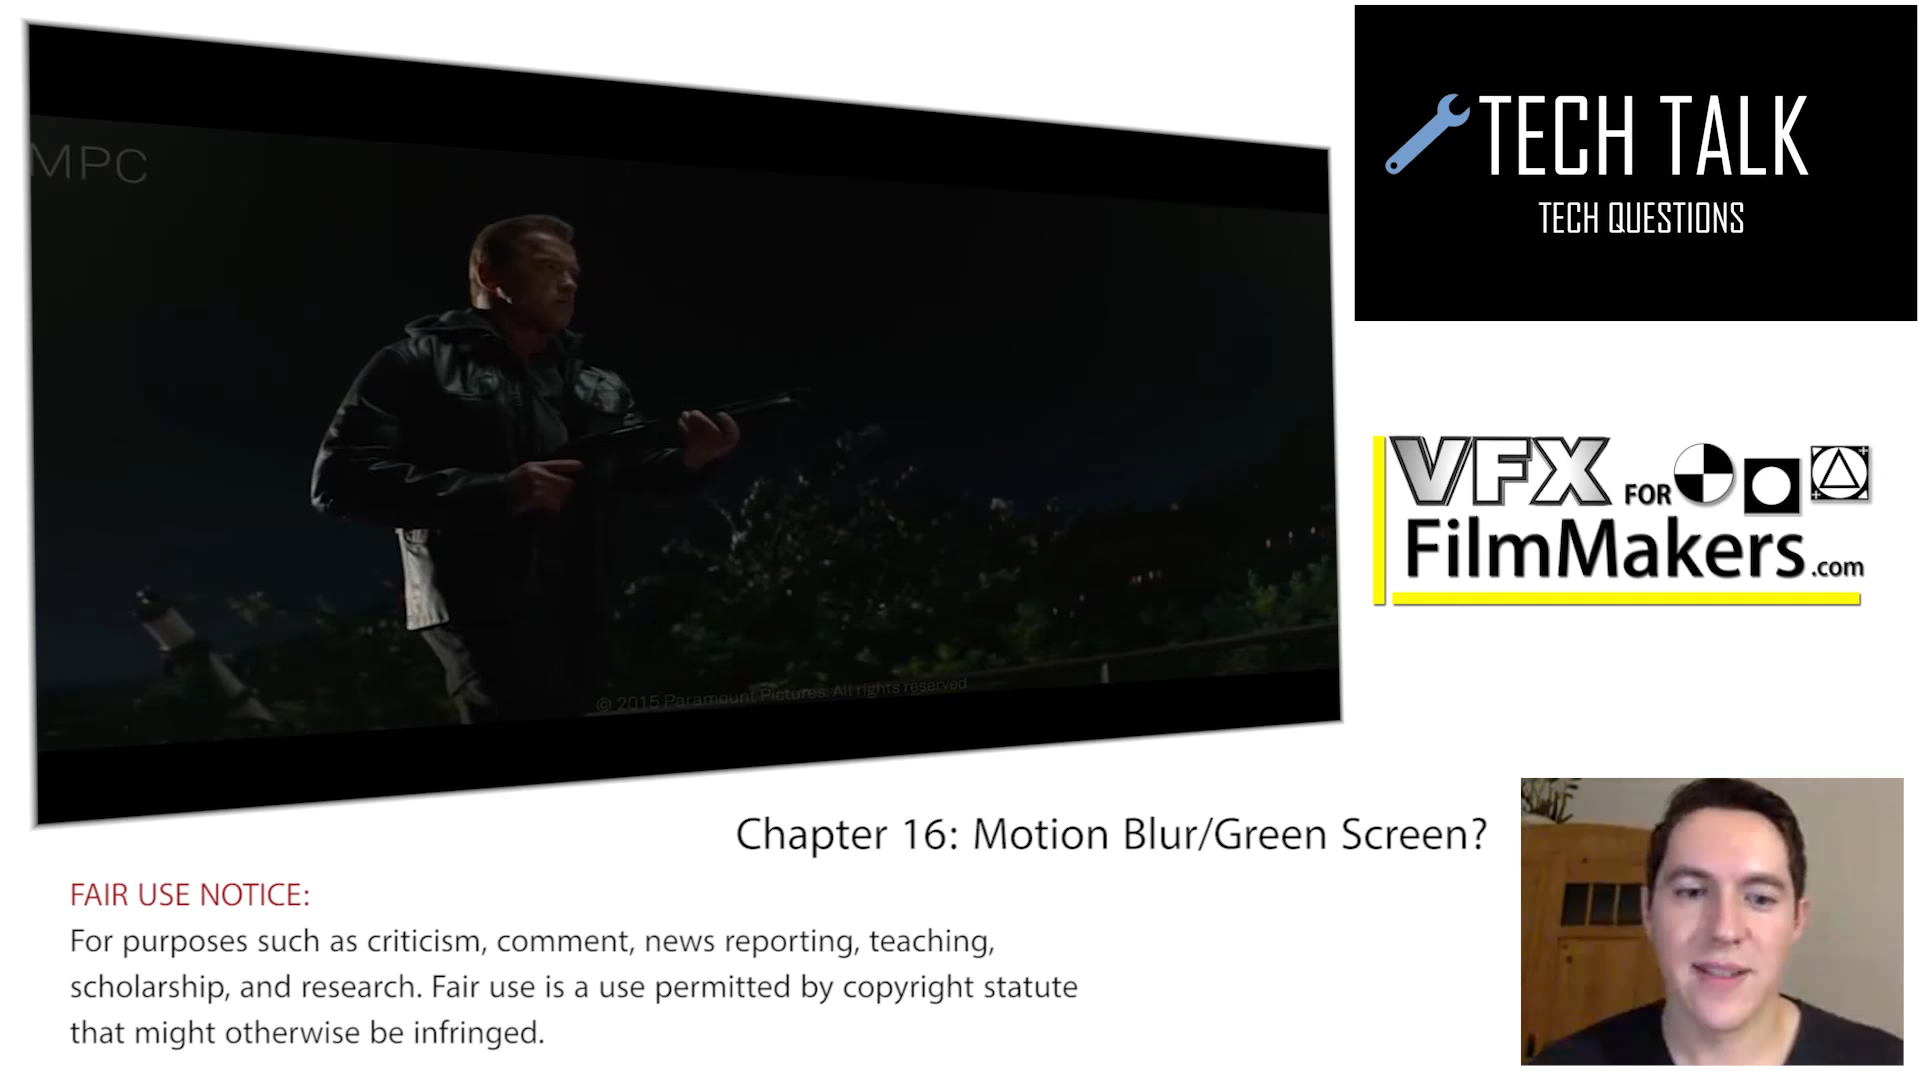 MPC
© 2015 Paramount Pictures. All rights reserved
TECH TALK
TECH QUESTIONS
VFX FOR
FilmMakers.com
Chapter 16: Motion Blur/Green Screen?
FAIR USE NOTICE:
For purposes such as criticism, comment, news reporting, teaching,
scholarship, and research. Fair use is a use permitted by copyright statute
that might otherwise be infringed.